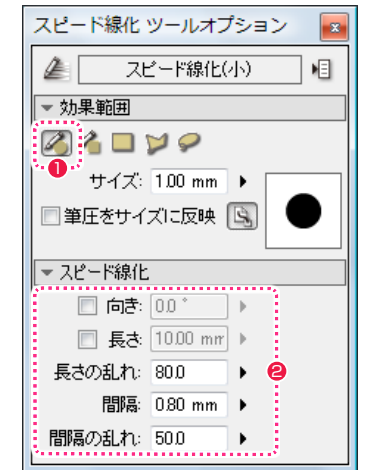 スピード線化 ツールオプション
スピード線化(小)
効果範囲
1
サイズ: 1.00 mm
筆圧をサイズに反映
スピード線化
向き: 0.0 °
長さ: 10.00 mm
長さの乱れ: 80.0
2
間隔: 0.80 mm
間隔の乱れ: 50.0